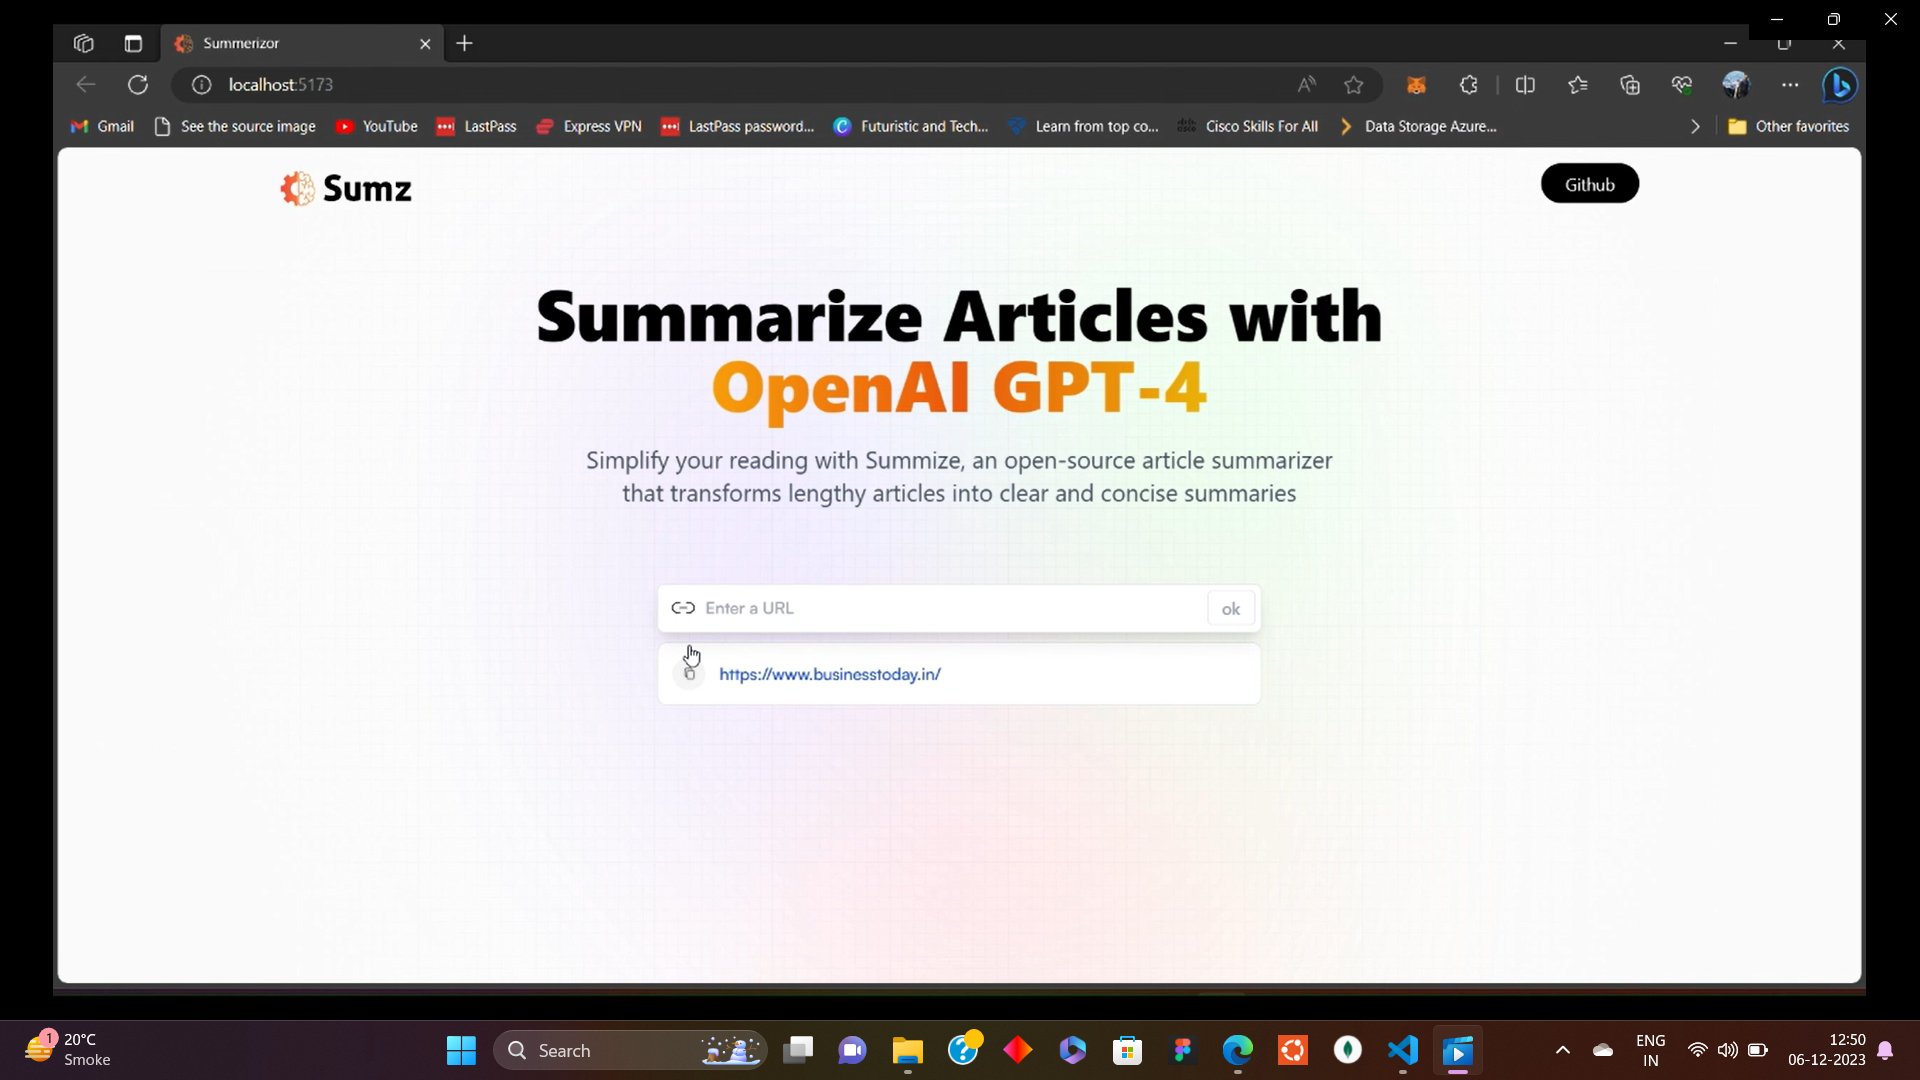 Summerizor
localhost:5173
Gmail
See the source image
YouTube
LastPass
Express VPN
LastPass password...
Futuristic and Tech...
Learn from top co...
Cisco Skills For All
Data Storage Azure...
Other favorites
Sumz
Github
Summarize Articles with
OpenAI GPT-4
Simplify your reading with Summize, an open-source article summarizer
that transforms lengthy articles into clear and concise summaries
Enter a URL
ok
https://www.businesstoday.in/
1
20°C
Smoke
Search
ENG
IN
12:50
06-12-2023